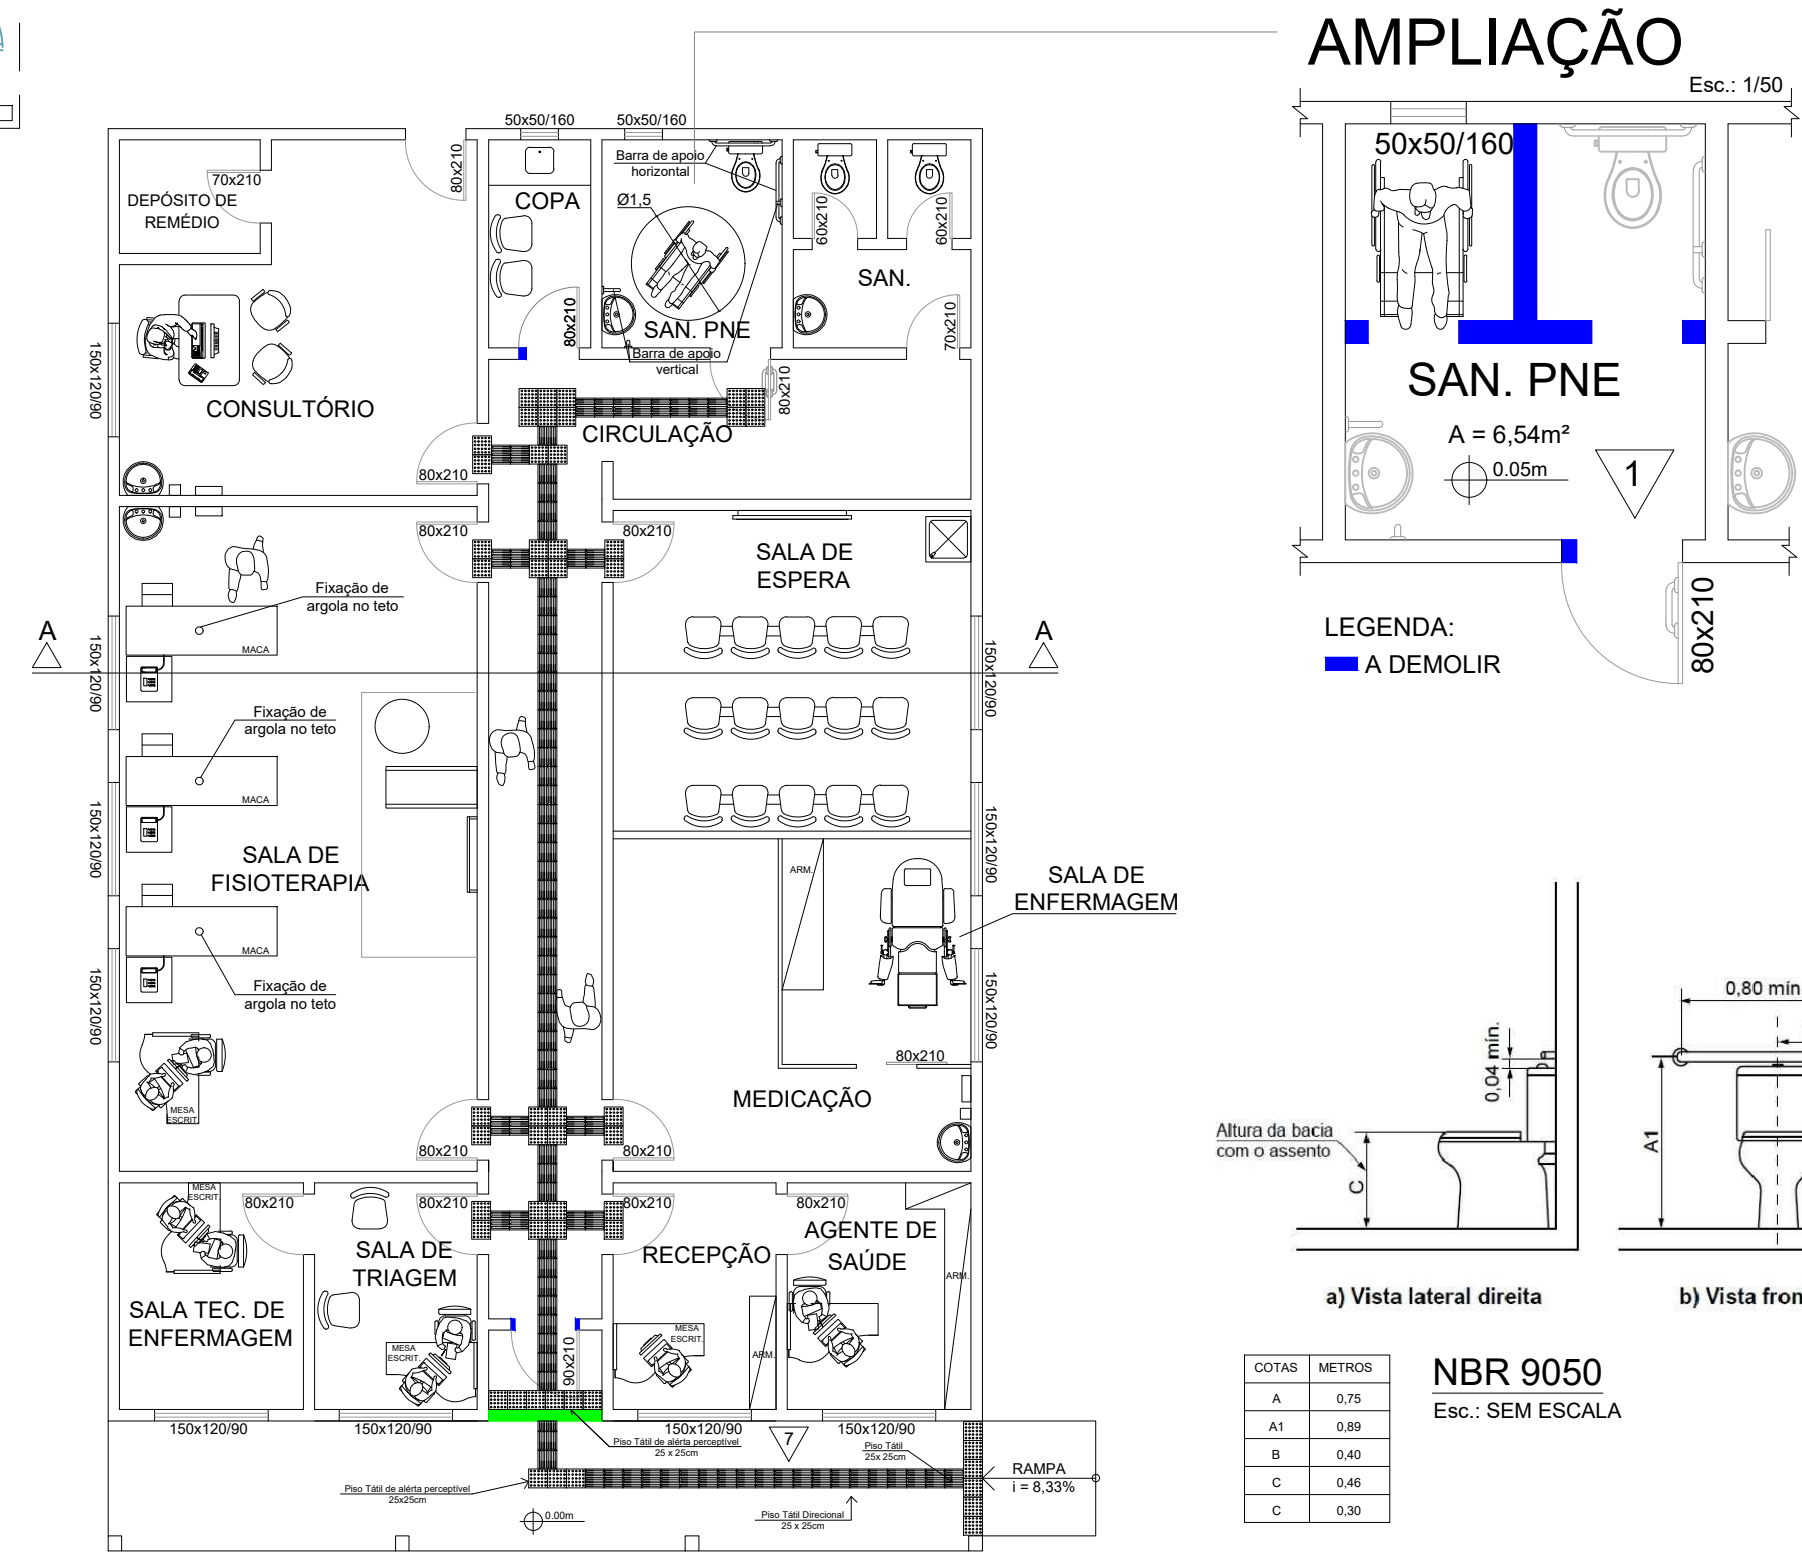 AMPLIAÇÃO
Esc.: 1/50
50x50/160
50x50/160
Barra de apoio
horizontal
70x210
80x210
DEPÓSITO DE
REMÉDIO
COPA
Ø1,5
60x210
60x210
SAN.
80x210
SAN. PNE
70x210
Barra de apoio
vertical
80x210
150x120/90
CONSULTÓRIO
CIRCULAÇÃO
80x210
80x210
80x210
SALA DE
ESPERA
Fixação de
argola no teto
MACA
A
A
150x120/90
150x120/90
Fixação de
argola no teto
MACA
150x120/90
150x120/90
SALA DE
FISIOTERAPIA
ARM.
SALA DE
ENFERMAGEM
MACA
Fixação de
argola no teto
150x120/90
150x120/90
80x210
MESA
ESCRIT.
MEDICAÇÃO
80x210
80x210
MESA
ESCRIT.
80x210
80x210
80x210
80x210
SALA DE
TRIAGEM
RECEPÇÃO
AGENTE DE
SAÚDE
ARM.
SALA TEC. DE
ENFERMAGEM
MESA
ESCRIT.
90x210
MESA
ESCRIT.
ARM.
150x120/90
150x120/90
150x120/90
150x120/90
Piso Tátil de alérta perceptível
25 x 25cm
7
Piso Tátil
25x 25cm
RAMPA
i = 8,33%
Piso Tátil de alérta perceptível
25x25cm
0.00m
Piso Tátil Direcional
25 x 25cm
50x50/160
SAN. PNE
A = 6,54m²
0.05m
1
80x210
LEGENDA:
A DEMOLIR
0,80 mín
0,04 mín.
Altura da bacia
com o assento
C
A1
a) Vista lateral direita
b) Vista fron
COTAS METROS
A 0,75
A1 0,89
B 0,40
C 0,46
C 0,30
NBR 9050
Esc.: SEM ESCALA